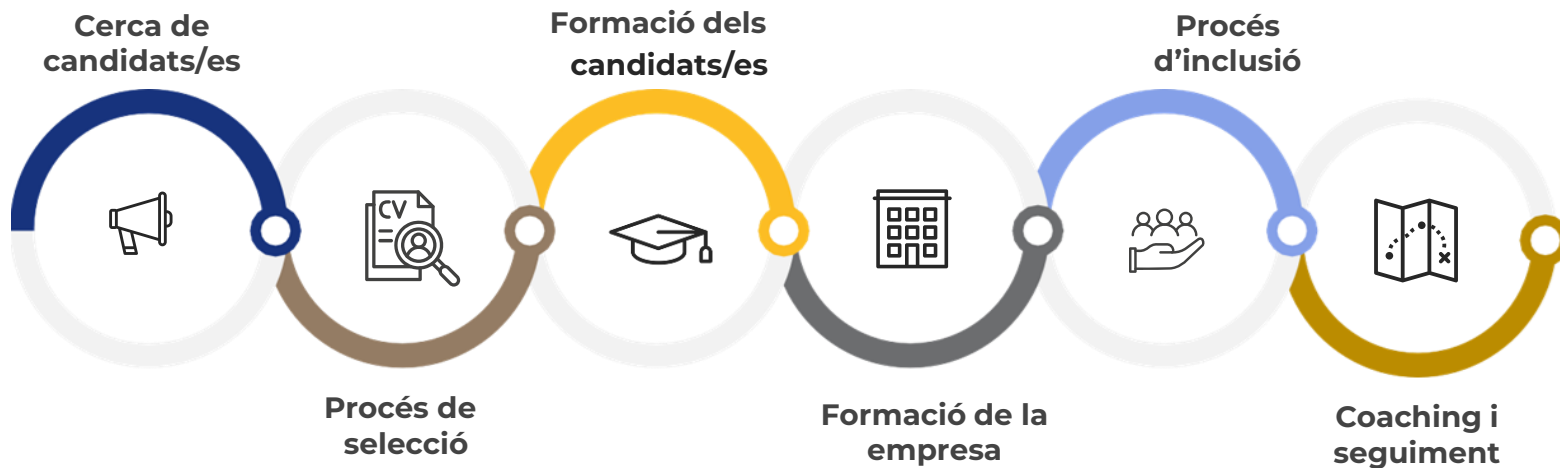 Cerca de
candidats/es
CV
Procés de
selecció
Formació dels
candidats/es
Formació de la
empresa
Procés
d’inclusió
Coaching i
seguiment